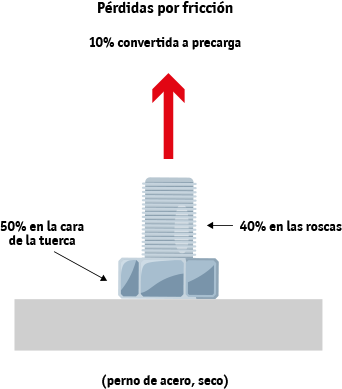 Pérdidas por fricción
10% convertida a precarga
50% en la cara
de la tuerca
40% en las roscas
(perno de acero, seco)